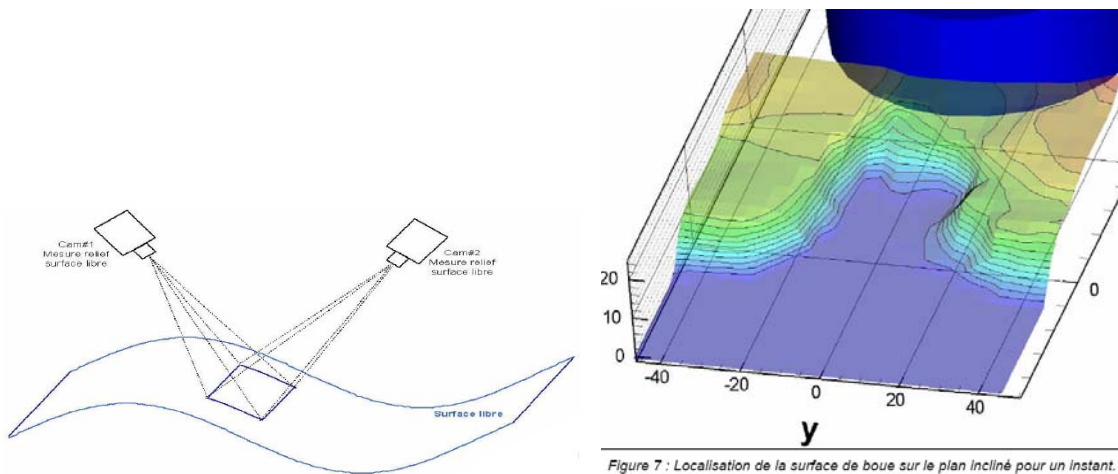 Cam#1
Mesure relief
surface libre
Cam#2
Mesure relief
surface libre
Surface libre
20
10
0
-40
-20
0
20
40
0
y
Figure 7 : Localisation de la surface de boue sur le plan incliné pour un instant.